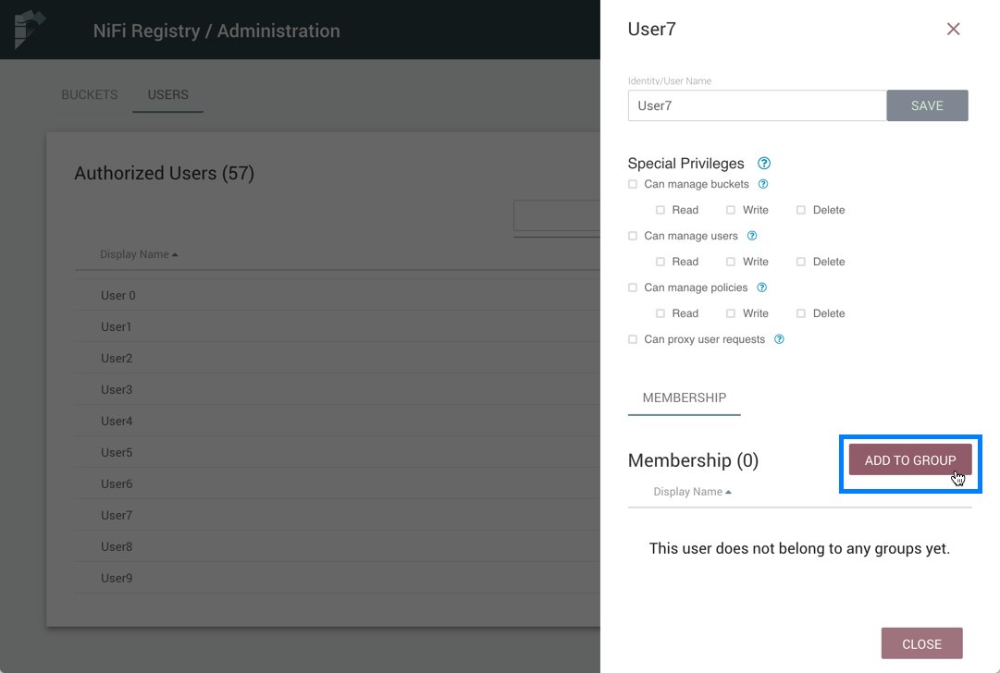 NiFi Registry / Administration
BUCKETS USERS
Authorized Users (57)
Display Name
User 0
User1
User2
User3
User4
User5
User6
User7
User8
User9
User7
Identity/User Name
User7 SAVE
Special Privileges ?
Can manage buckets ?
Read Write Delete
Can manage users ?
Read Write Delete
Can manage policies ?
Read Write Delete
Can proxy user requests ?
MEMBERSHIP
Membership (0) ADD TO GROUP
Display Name
This user does not belong to any groups yet.
CLOSE